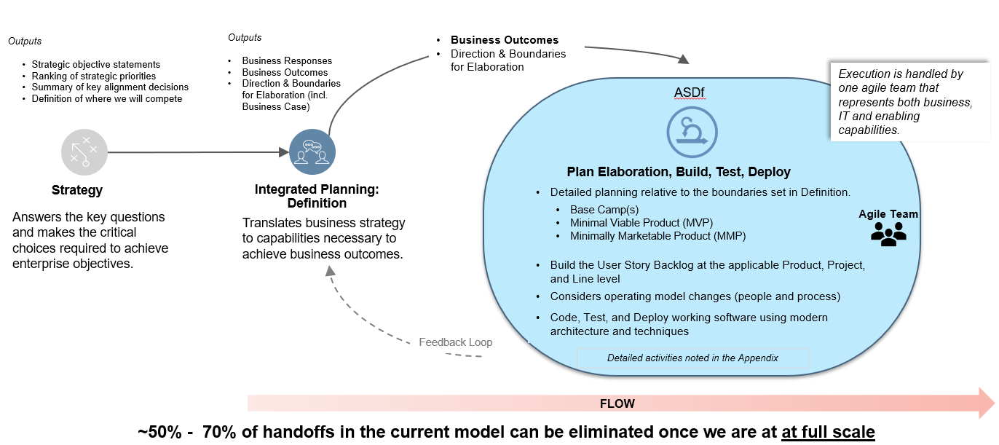 Outputs
• Strategic objective statements
• Ranking of strategic priorities
• Summary of key alignment decisions
• Definition of where we will compete
Strategy
Answers the key questions
and makes the critical
choices required to achieve
enterprise objectives.
Outputs
• Business Responses
• Business Outcomes
• Direction & Boundaries
for Elaboration (incl.
Business Case)
Integrated Planning:
Definition
Translates business strategy
to capabilities necessary to
achieve business outcomes.
• Business Outcomes
• Direction & Boundaries
for Elaboration
Feedback Loop
ASDf
Execution is handled by
one agile team that
represents both business,
IT and enabling
capabilities.
Plan Elaboration, Build, Test, Deploy
• Detailed planning relative to the boundaries set in Definition.
• Base Camp(s)
• Minimal Viable Product (MVP)
• Minimally Marketable Product (MMP)
Agile Team
• Build the User Story Backlog at the applicable Product, Project,
and Line level
• Considers operating model changes (people and process)
• Code, Test, and Deploy working software using modern
architecture and techniques
Detailed activities noted in the Appendix
FLOW
~50% - 70% of handoffs in the current model can be eliminated once we are at at full scale